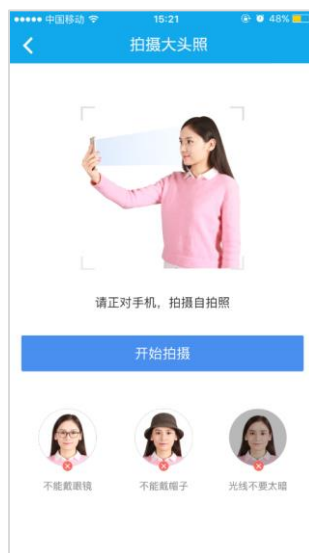 中国移动 15:21 48%
拍摄大头照
请正对手机，拍摄自拍照
开始拍摄
不能戴眼镜 不能戴帽子 光线不要太暗